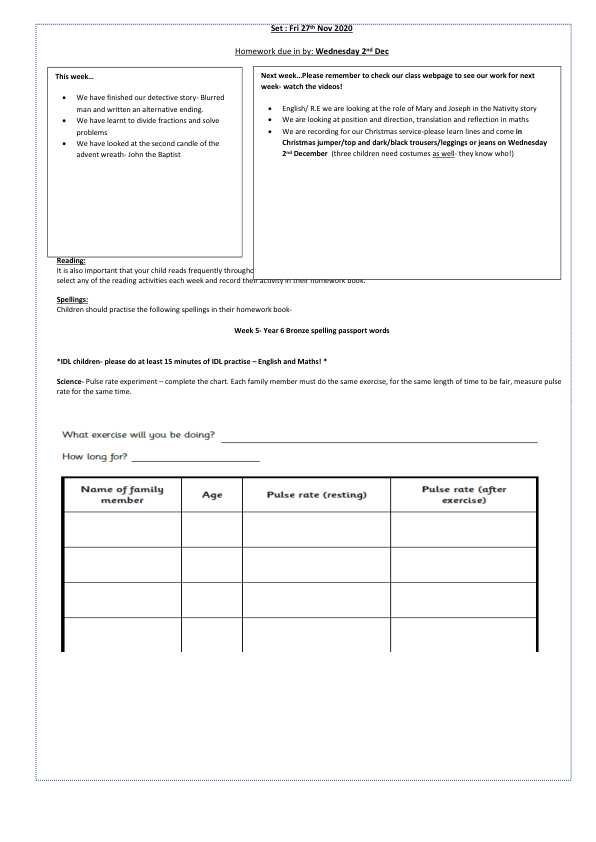 Set : Fri 27th Nov 2020
Homework due in by: Wednesday 2nd Dec
This week…
• We have finished our detective story- Blurred
man and written an alternative ending.
• We have learnt to divide fractions and solve
problems
• We have looked at the second candle of the
advent wreath- John the Baptist
Next week…Please remember to check our class webpage to see our work for next
week- watch the videos!
• English/ R.E we are looking at the role of Mary and Joseph in the Nativity story
• We are looking at position and direction, translation and reflection in maths
• We are recording for our Christmas service-please learn lines and come in
Christmas jumper/top and dark/black trousers/leggings or jeans on Wednesday
2nd December (three children need costumes as well- they know who!)
Reading:
It is also important that your child reads frequently
select any of the reading activities each week and record their activity in their homework book.
Spellings:
Children should practise the following spellings in their homework book-
Week 5- Year 6 Bronze spelling passport words
*IDL children- please do at least 15 minutes of IDL practise – English and Maths! *
Science- Pulse rate experiment – complete the chart. Each family member must do the same exercise, for the same length of time to be fair, measure pulse
rate for the same time.
What exercise will you be doing?
How long for?
Name of family member Age Pulse rate (resting) Pulse rate (after exercise)